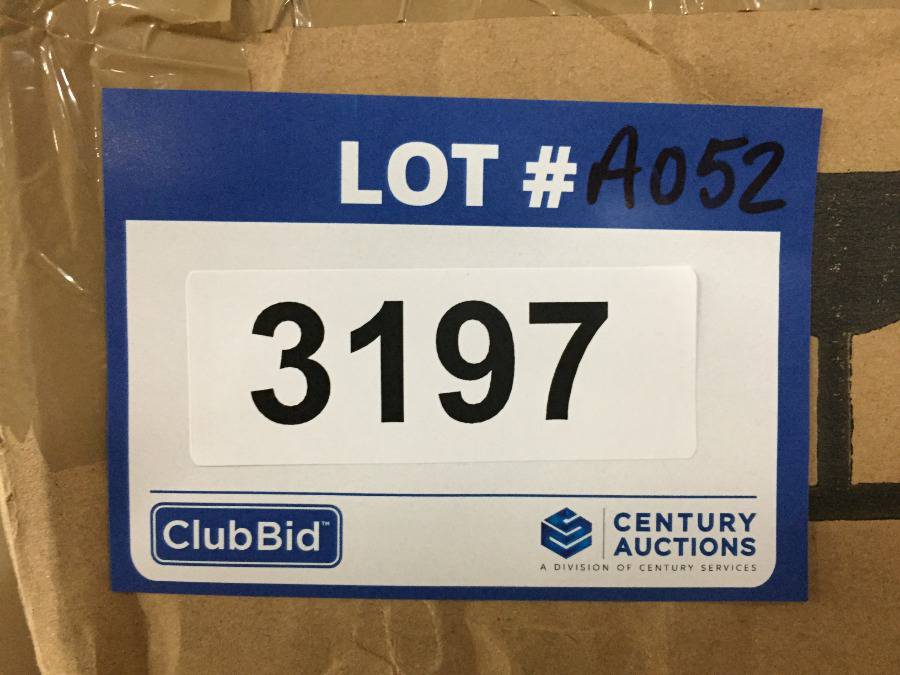 LOT # A052
3197
ClubBid™
CENTURY
AUCTIONS
A DIVISION OF CENTURY SERVICES